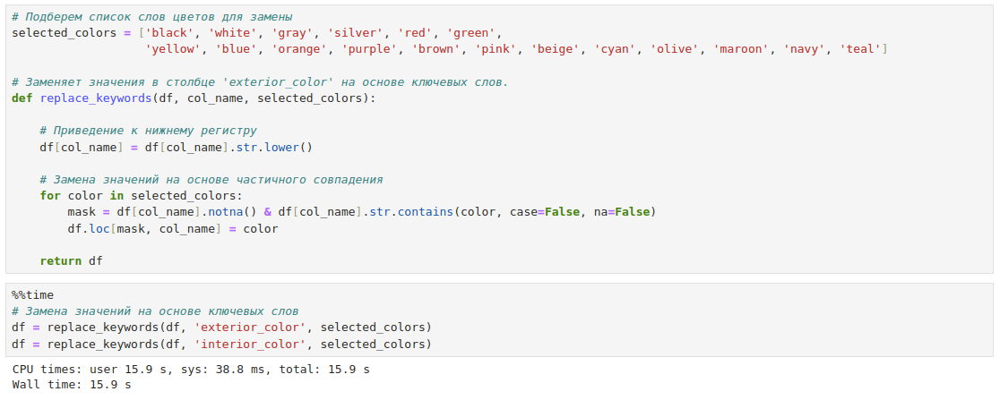 # Подберем список слов цветов для замены
selected_colors = ['black', 'white', 'gray', 'silver', 'red', 'green',
                   'yellow', 'blue', 'orange', 'purple', 'brown', 'pink', 'beige', 'cyan', 'olive', 'maroon', 'navy', 'teal']
# Заменяет значения в столбце 'exterior_color' на основе ключевых слов.
def replace_keywords(df, col_name, selected_colors):
    # Приведение к нижнему регистру
    df[col_name] = df[col_name].str.lower()
    # Замена значений на основе частичного совпадения
    for color in selected_colors:
        mask = df[col_name].notna() & df[col_name].str.contains(color, case=False, na=False)
        df.loc[mask, col_name] = color
    return df
%%time
# Замена значений на основе ключевых слов
df = replace_keywords(df, 'exterior_color', selected_colors)
df = replace_keywords(df, 'interior_color', selected_colors)
CPU times: user 15.9 s, sys: 38.8 ms, total: 15.9 s
Wall time: 15.9 s